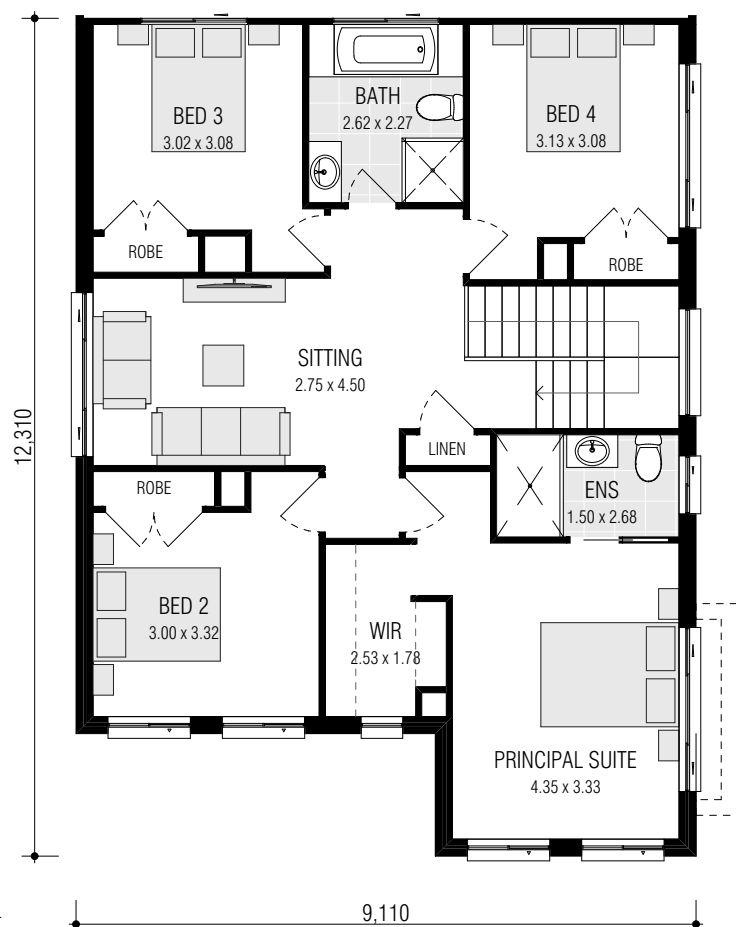 BED 3
3.02 x 3.08
BATH
2.62 x 2.27
BED 4
3.13 x 3.08
ROBE
ROBE
SITTING
2.75 x 4.50
12,310
LINEN
ROBE
ENS
1.50 x 2.68
BED 2
3.00 x 3.32
WIR
2.53 x 1.78
PRINCIPAL SUITE
4.35 x 3.33
9,110